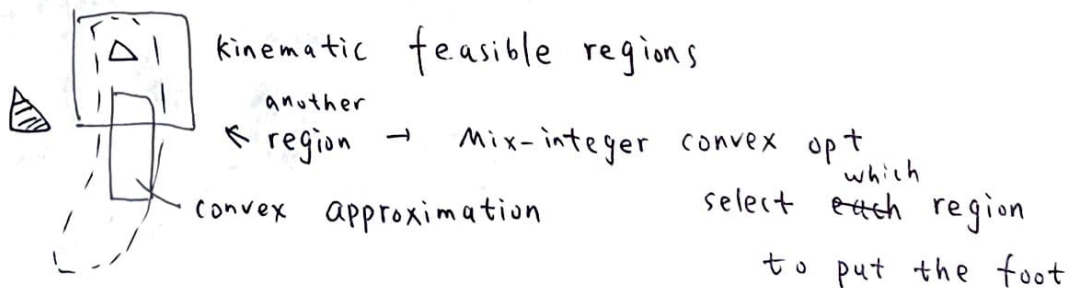 kinematic feasible regions
another
region → Mix-integer convex opt
which
convex approximation select each region
to put the foot